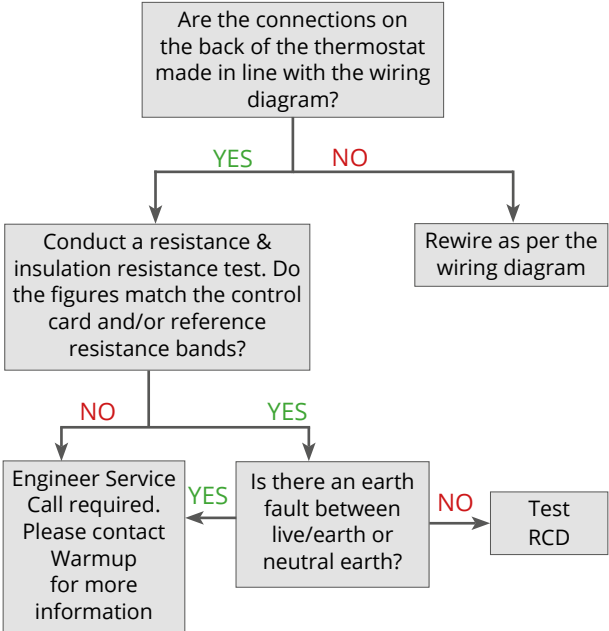 Are the connections on
the back of the thermostat
made in line with the wiring
diagram?
YES
NO
Conduct a resistance &
insulation resistance test. Do
the figures match the control
card and/or reference
resistance bands?
Rewire as per the
wiring diagram
NO
YES
Engineer Service
Call required.
Please contact
Warmup
for more
information
YES
Is there an earth
fault between
live/earth or
neutral earth?
NO
Test
RCD